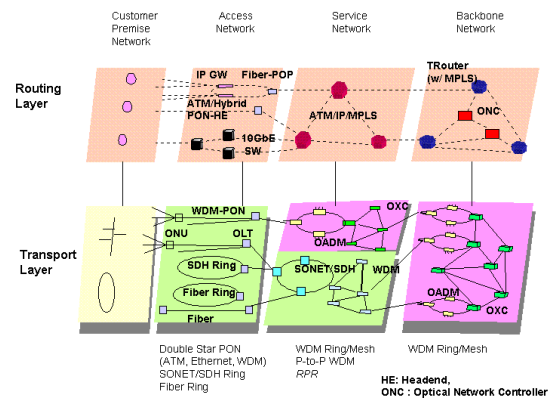 Customer
Premise
Network
Access
Network
Service
Network
Backbone
Network
Routing
Layer
IP GW
Fiber-POP
ATM/Hybrid
PON-HE
10GbE
SW
ATM/IP/MPLS
TRouter
(w/ MPLS)
ONC
Transport
Layer
WDM-PON
ONU
OLT
SDH Ring
Fiber Ring
Fiber
OXC
OADM
SONET/SDH
WDM
OADM
OXC
Double Star PON
(ATM, Ethernet, WDM)
SONET/SDH Ring
Fiber Ring
WDM Ring/Mesh
P-to-P WDM
RPR
WDM Ring/Mesh
HE: Headend,
ONC : Optical Network Controller